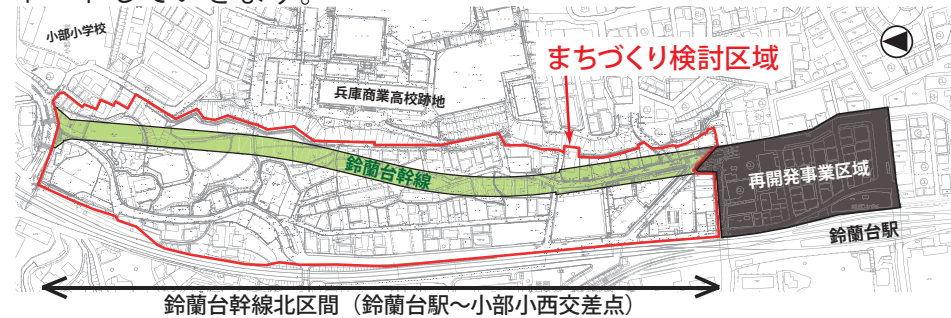 小部小学校
まちづくり検討区域
兵庫商業高校跡地
鈴蘭台幹線
再開発事業区域
鈴蘭台駅
鈴蘭台幹線北区間（鈴蘭台駅～小部小西交差点）